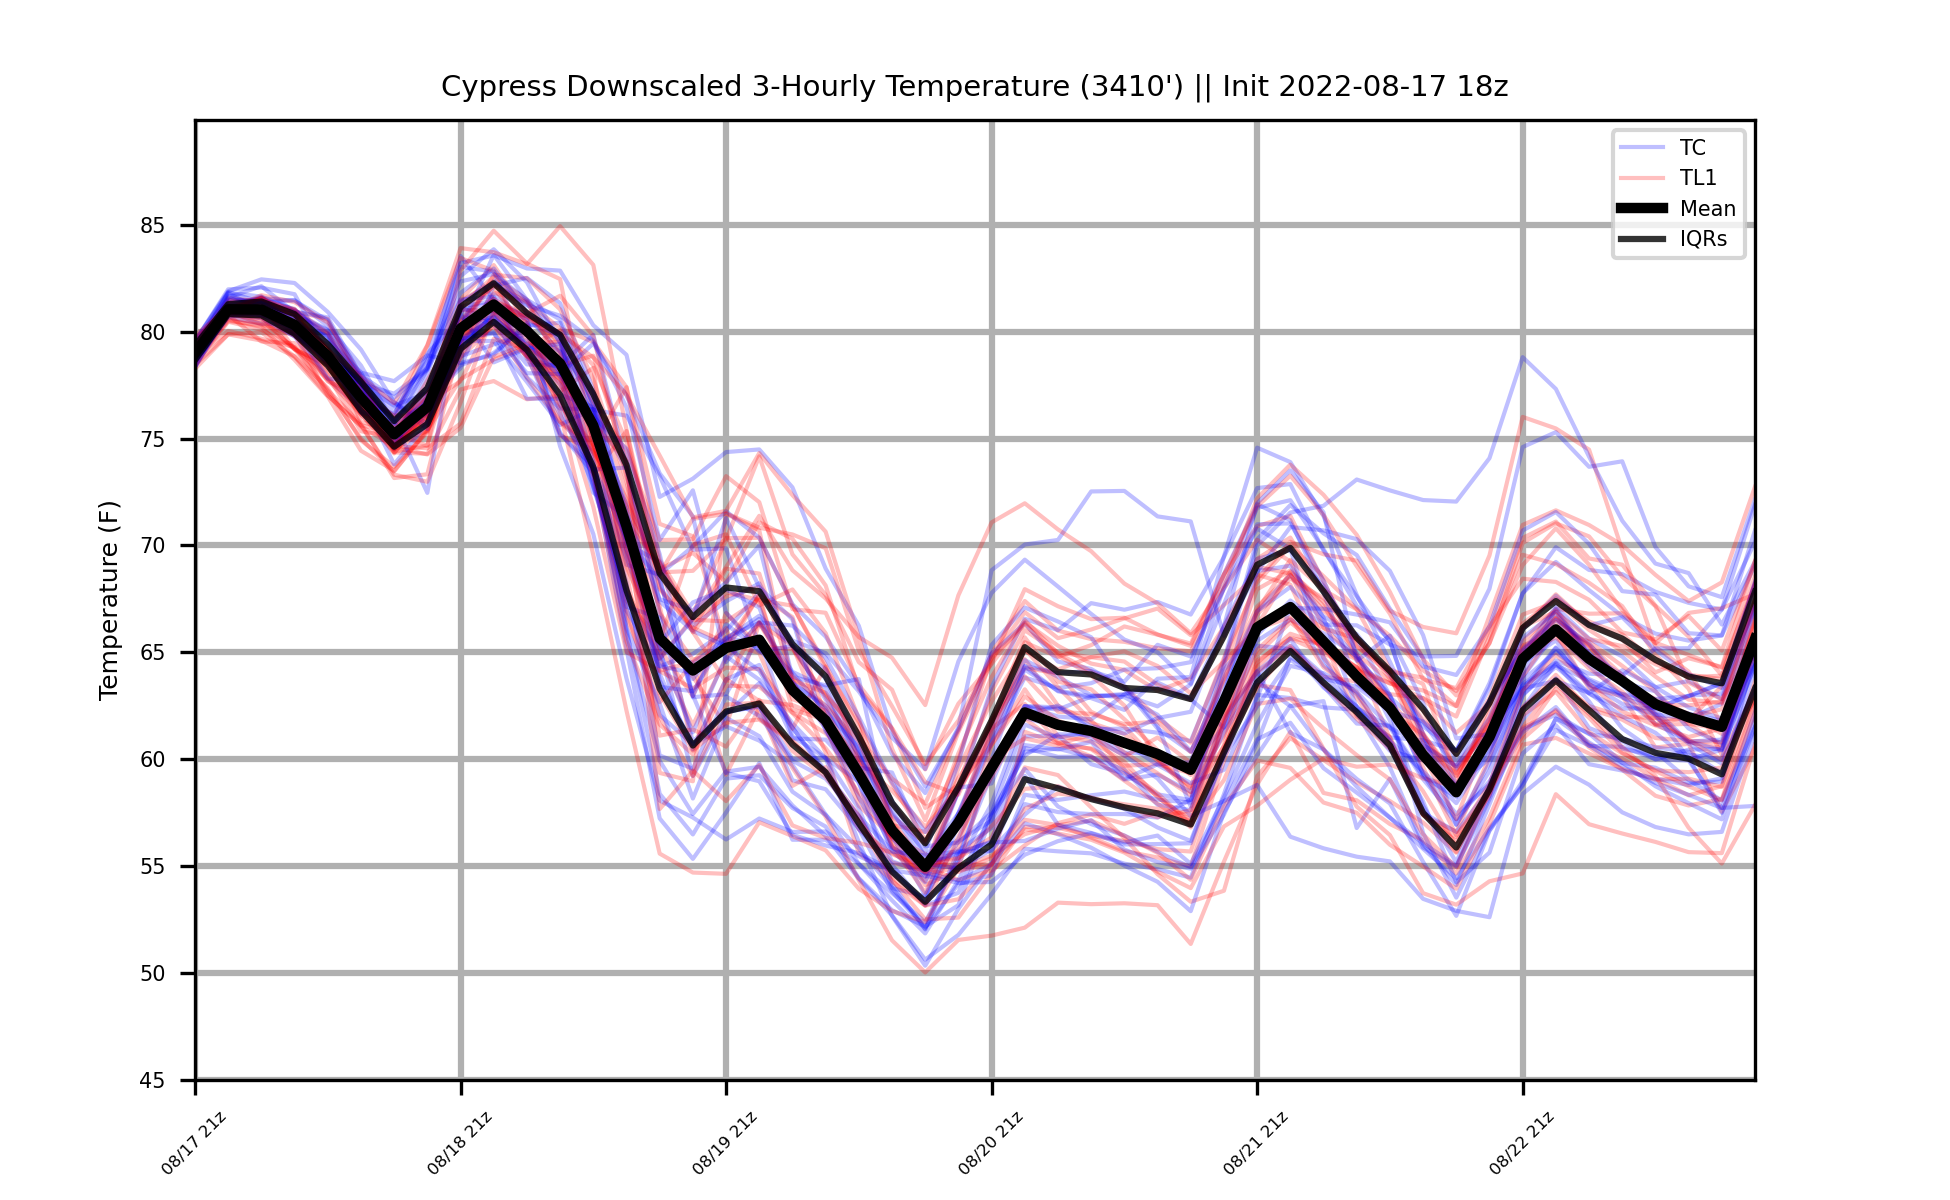 Cypress Downscaled 3-Hourly Temperature (3410') || Init 2022-08-17 18z
TC
TL1
Mean
IQRs
Temperature (F)
85
80
75
70
65
60
55
50
45
08/17 21z
08/18 21z
08/19 21z
08/20 21z
08/21 21z
08/22 21z